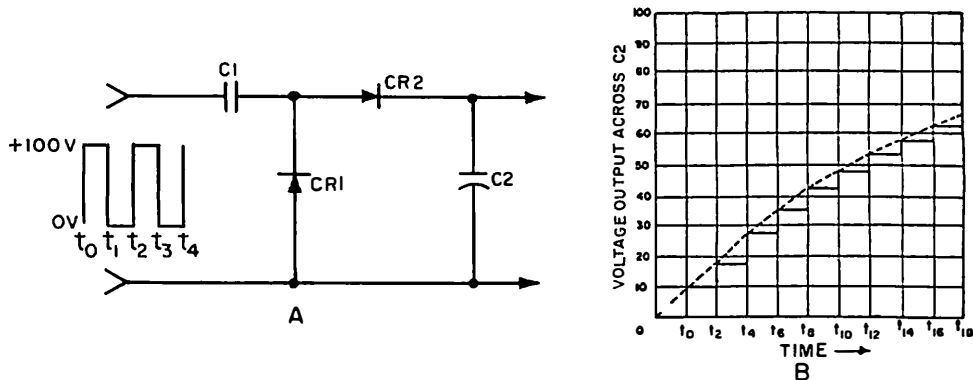 C1
CR2
+100V
CR1
C2
0V
t0 t1 t2 t3 t4
A
VOLTAGE OUTPUT ACROSS C2
100
90
80
70
60
50
40
30
20
10
0
t0 t2 t4 t6 t8 t10 t12 t14 t16 t18
TIME
B